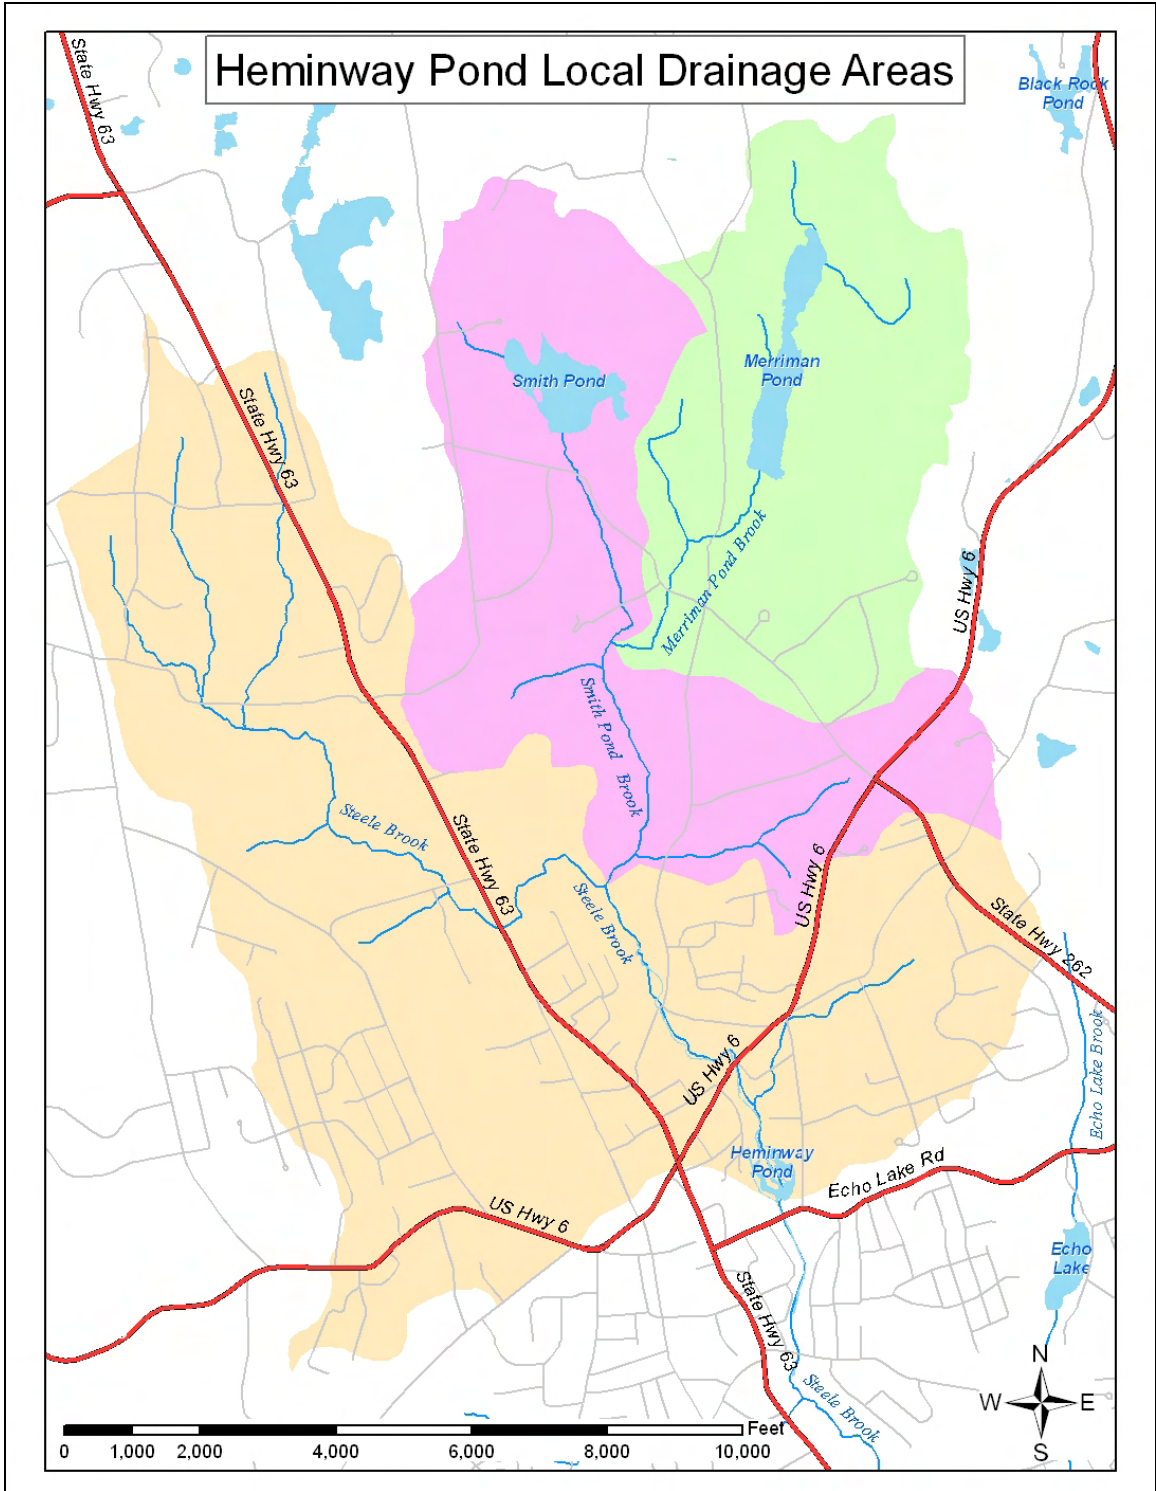 Heminway Pond Local Drainage Areas
State Hwy 63
Black Rock
Pond
Smith Pond
Merriman
Pond
State Hwy 63
Merriman Pond Brook
US Hwy 6
Smith Pond Brook
Steele Brook
State Hwy 63
US Hwy 6
Steele Brook
State Hwy 262
Echo Lake Brook
US Hwy 6
Heminway
Pond
Echo Lake Rd
US Hwy 6
Echo
Lake
State Hwy 63
Steele Brook
N
W E
S
Feet
0 1,000 2,000 4,000 6,000 8,000 10,000